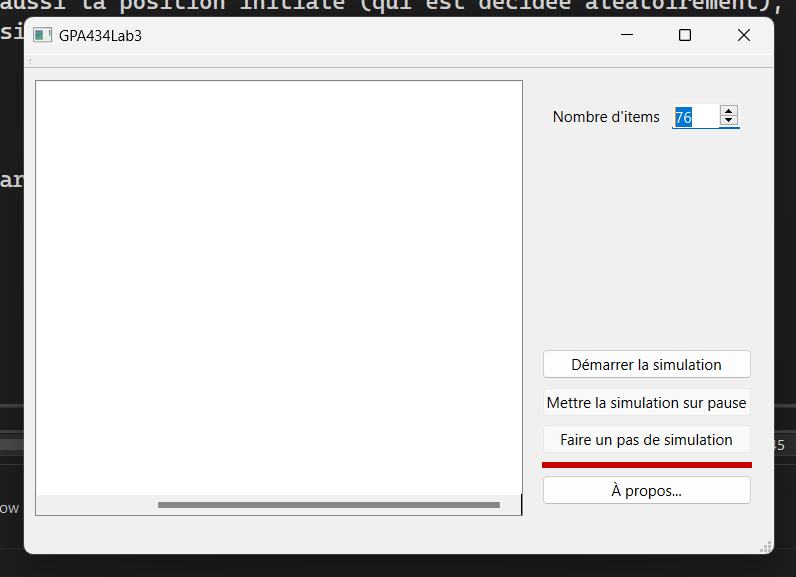 aussi la position initiale (qui est décidée aléatoirement),
si
GPA434Lab3
Nombre d'items 76
ar
Démarrer la simulation
Mettre la simulation sur pause
Faire un pas de simulation
45
À propos...
ow